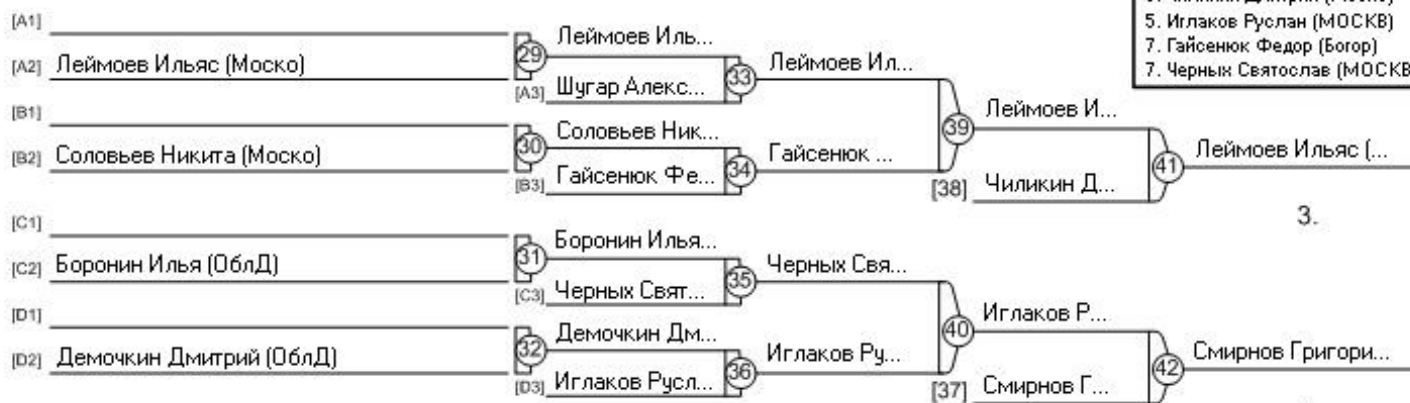 5. Иглаков Руслан (МОСКВ)
7. Гайсенюк Федор (Богор)
7. Черных Святослав (МОСКВ
[A1]
[A2] Леймоев Ильяс (Моско)
29
Леймоев Иль...
[A3] Шугар Алекс...
33
Леймоев Ил...
[B1]
[B2] Соловьев Никита (Моско)
30
Соловьев Ник...
[B3] Гайсенюк Фе...
34
Гайсенюк ...
39
Леймоев И...
[38] Чиликин Д...
41
Леймоев Ильяс (...
3.
[C1]
[C2] Боронин Илья (ОблД)
31
Боронин Илья...
[C3] Черных Свят...
35
Черных Свя...
[D1]
[D2] Демочкин Дмитрий (ОблД)
32
Демочкин Дм...
[D3] Иглаков Русл...
36
Иглаков Ру...
40
Иглаков Р...
[37] Смирнов Г...
42
Смирнов Григори...